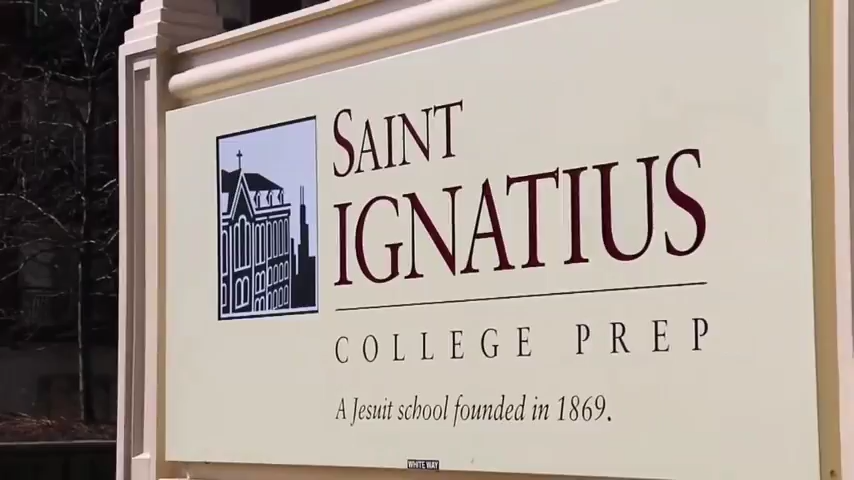 SAINT
IGNATIUS
COLLEGE PREP
A Jesuit school founded in 1869.
WHITE WAY